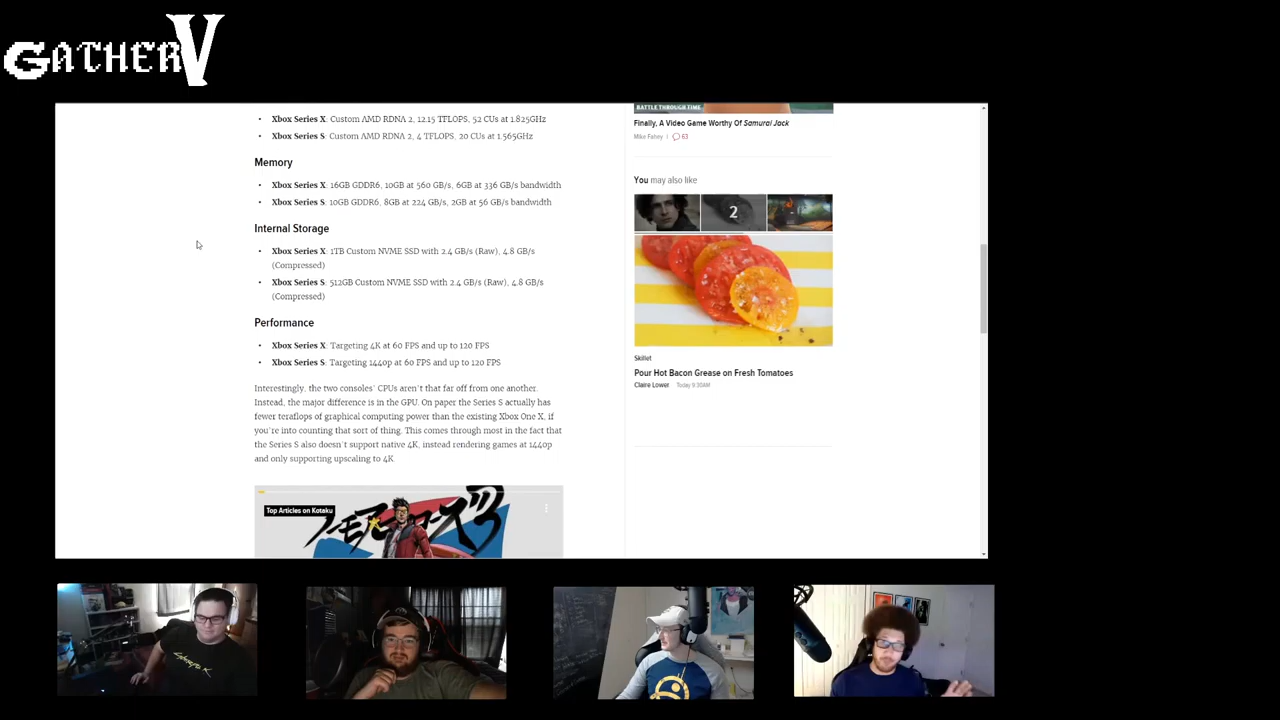 GATHER V
Xbox Series X: Custom AMD RDNA 2, 12.15 TFLOPS, 52 CUs at 1.825GHz
Xbox Series S: Custom AMD RDNA 2, 4 TFLOPS, 20 CUs at 1.565GHz
Memory
Xbox Series X: 16GB GDDR6, 10GB at 560 GB/s, 6GB at 336 GB/s bandwidth
Xbox Series S: 10GB GDDR6, 8GB at 224 GB/s, 2GB at 56 GB/s bandwidth
Internal Storage
Xbox Series X: 1TB Custom NVME SSD with 2.4 GB/s (Raw), 4.8 GB/s
(Compressed)
Xbox Series S: 512GB Custom NVME SSD with 2.4 GB/s (Raw), 4.8 GB/s
(Compressed)
Performance
Xbox Series X: Targeting 4K at 60 FPS and up to 120 FPS
Xbox Series S: Targeting 1440p at 60 FPS and up to 120 FPS
Interestingly, the two consoles' CPUs aren't that far off from one another.
Instead, the major difference is in the GPU. On paper the Series S actually has
fewer teraflops of graphical computing power than the existing Xbox One X, if
you're into counting that sort of thing. This comes through most in the fact that
the Series S also doesn't support native 4K, instead rendering games at 1440p
and only supporting upscaling to 4K
Top Articles on Kotaku
BATTLE THROUGH TIME
Finally, A Video Game Worthy Of Samurai Jack
Mike Fahey | 63
You may also like
2
Skillet
Pour Hot Bacon Grease on Fresh Tomatoes
Claire Lower Today 9:30AM